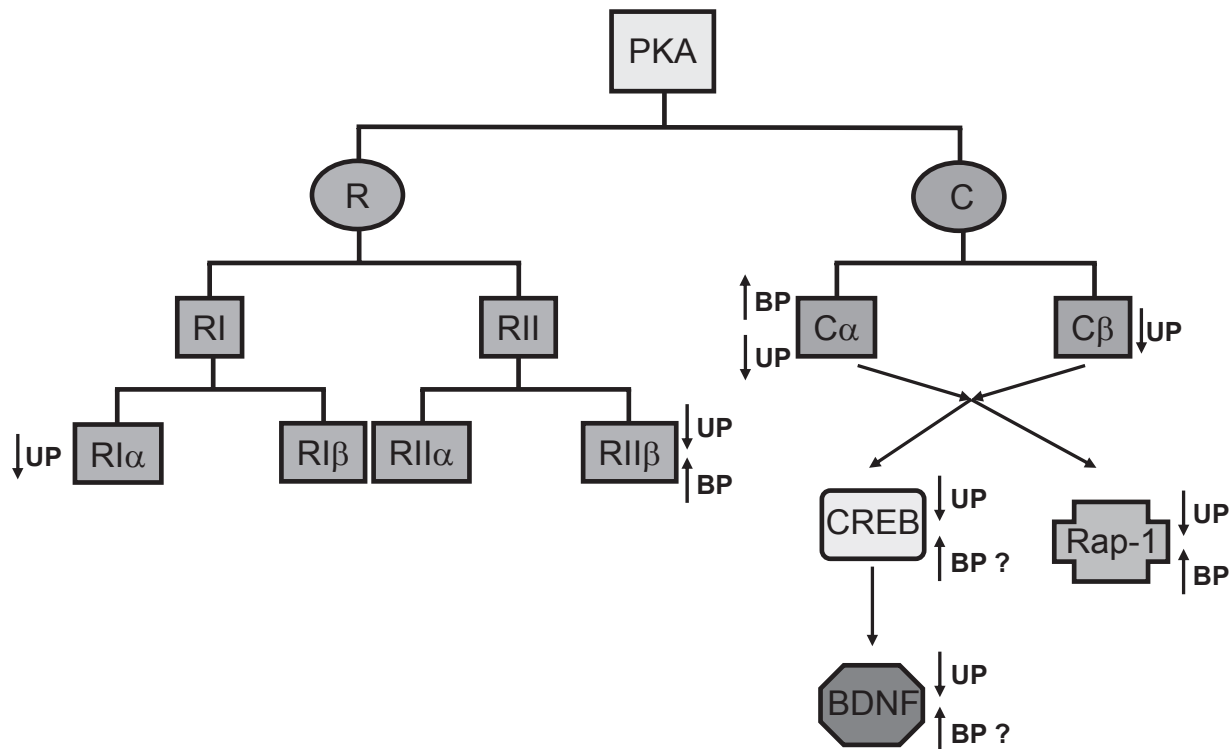 PKA
R
C
RI
RII
BP
UP
Cα
Cβ
UP
UP
RIα
RIβ
RIIα
RIIβ
UP
BP
CREB
UP
BP ?
Rap-1
UP
BP
BDNF
UP
BP ?